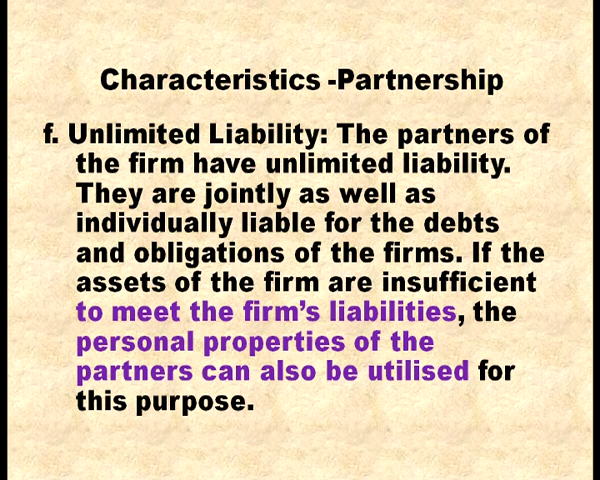 Characteristics -Partnership
f. Unlimited Liability: The partners of
the firm have unlimited liability.
They are jointly as well as
individually liable for the debts
and obligations of the firms. If the
assets of the firm are insufficient
to meet the firm’s liabilities, the
personal properties of the
partners can also be utilised for
this purpose.